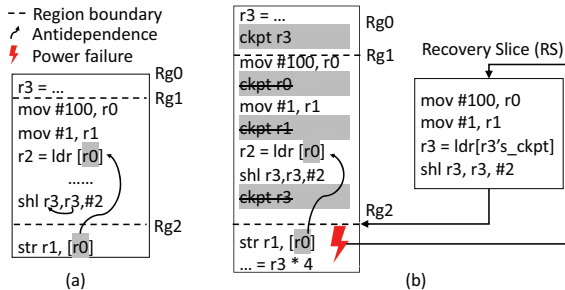 Region boundary
Antidependence
Power failure
Rg0
r3 = ...
Rg1
mov #100, r0
mov #1, r1
r2 = ldr [r0]
......
shl r3,r3,#2
Rg2
str r1, [r0]
(a)
r3 = ...
Rg0
ckpt r3
Rg1
mov #100, r0
ckpt r0
mov #1, r1
ckpt r1
r2 = ldr [r0]
shl r3,r3,#2
ckpt r3
Rg2
str r1, [r0]
... = r3 * 4
(b)
Recovery Slice (RS)
mov #100, r0
mov #1, r1
r3 = ldr[r3's_ckpt]
shl r3, r3, #2